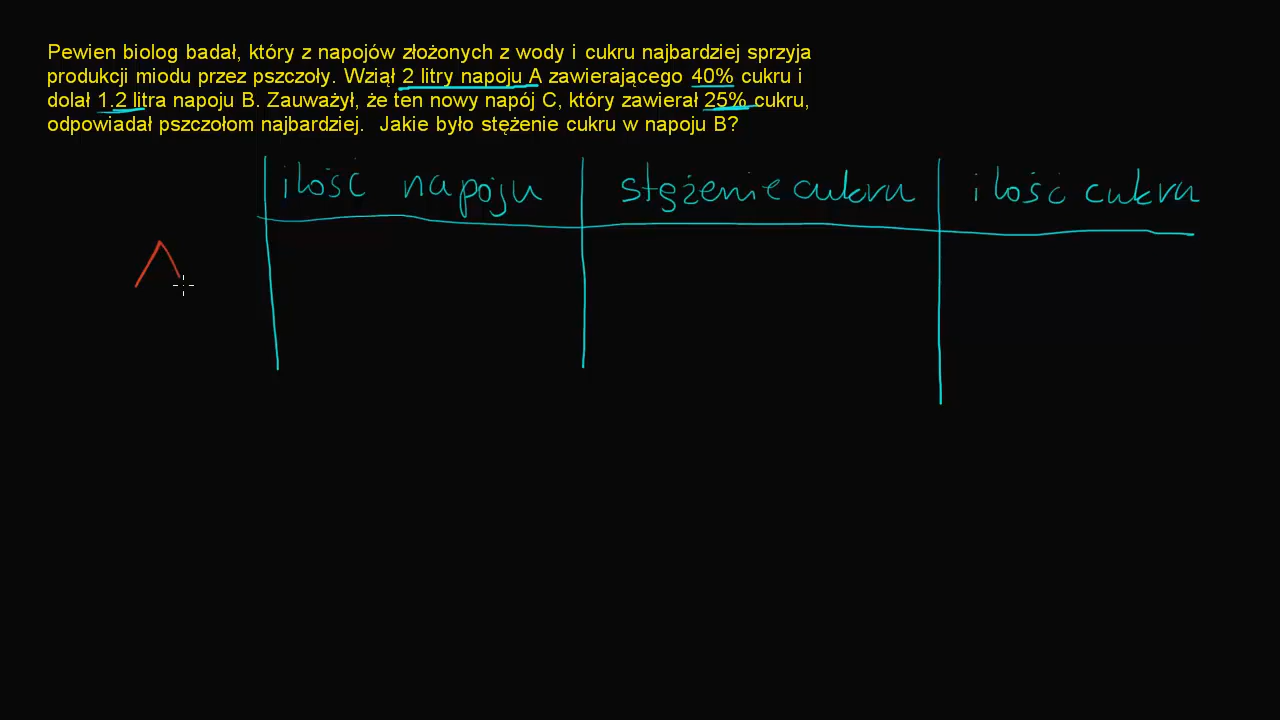 Pewien biolog badał, który z napojów złożonych z wody i cukru najbardziej sprzyja
produkcji miodu przez pszczoły. Wziął 2 litry napoju A zawierającego 40% cukru i
dolał 1.2 litra napoju B. Zauważył, że ten nowy napój C, który zawierał 25% cukru,
odpowiadał pszczołom najbardziej. Jakie było stężenie cukru w napoju B?
ilość napoju stężenie cukru ilość cukru